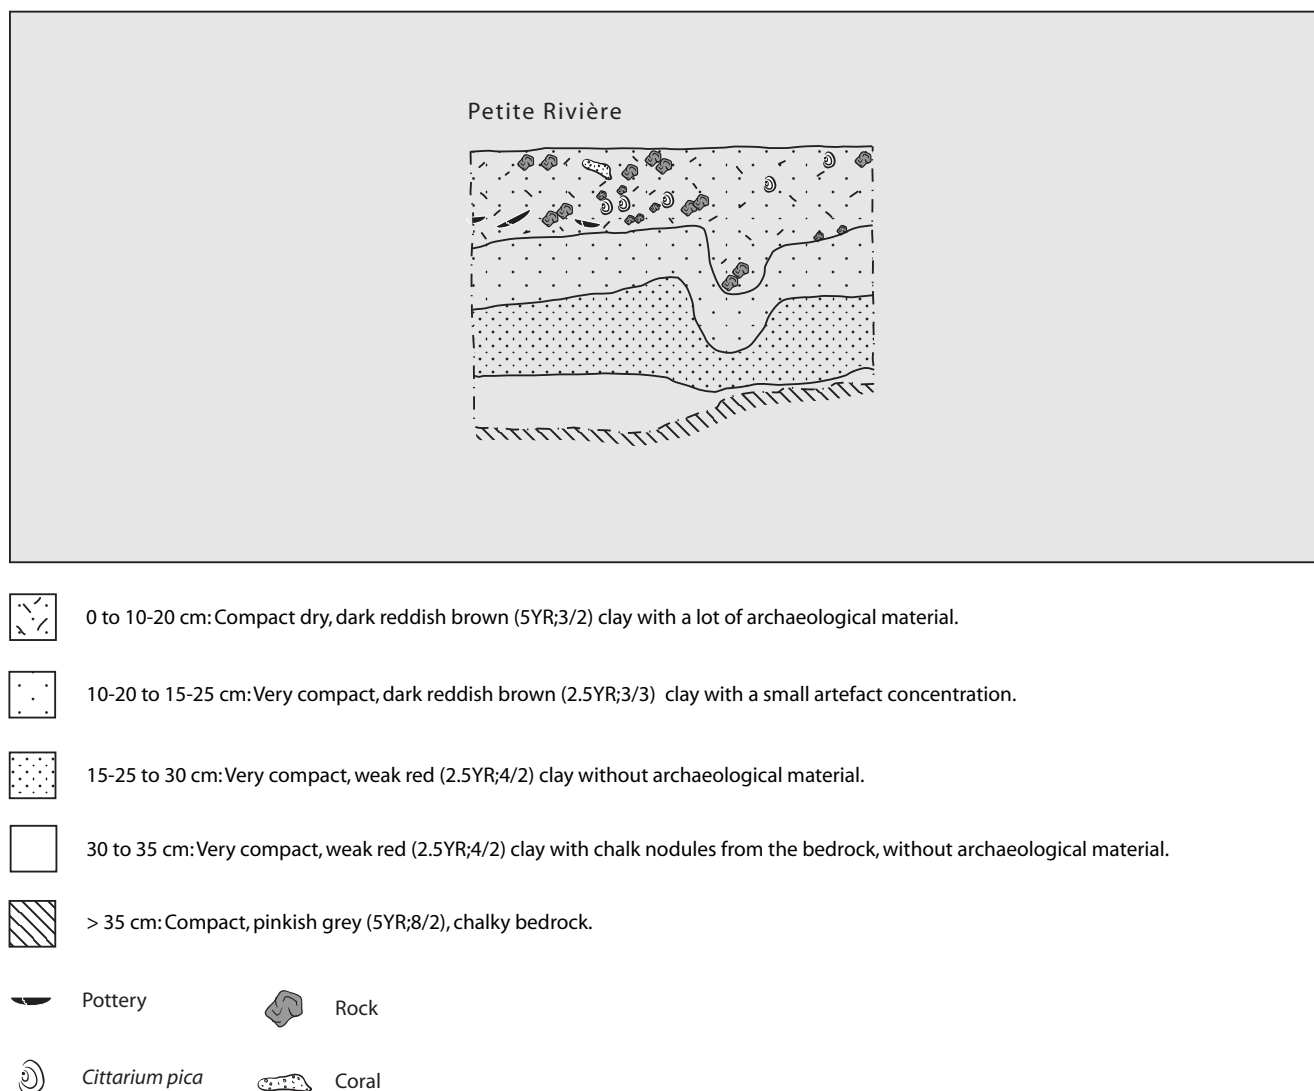 Petite Rivière
0 to 10-20 cm: Compact dry, dark reddish brown (5YR;3/2) clay with a lot of archaeological material.
10-20 to 15-25 cm: Very compact, dark reddish brown (2.5YR;3/3) clay with a small artefact concentration.
15-25 to 30 cm: Very compact, weak red (2.5YR;4/2) clay without archaeological material.
30 to 35 cm: Very compact, weak red (2.5YR;4/2) clay with chalk nodules from the bedrock, without archaeological material.
> 35 cm: Compact, pinkish grey (5YR;8/2), chalky bedrock.
Pottery
Rock
Cittarium pica
Coral